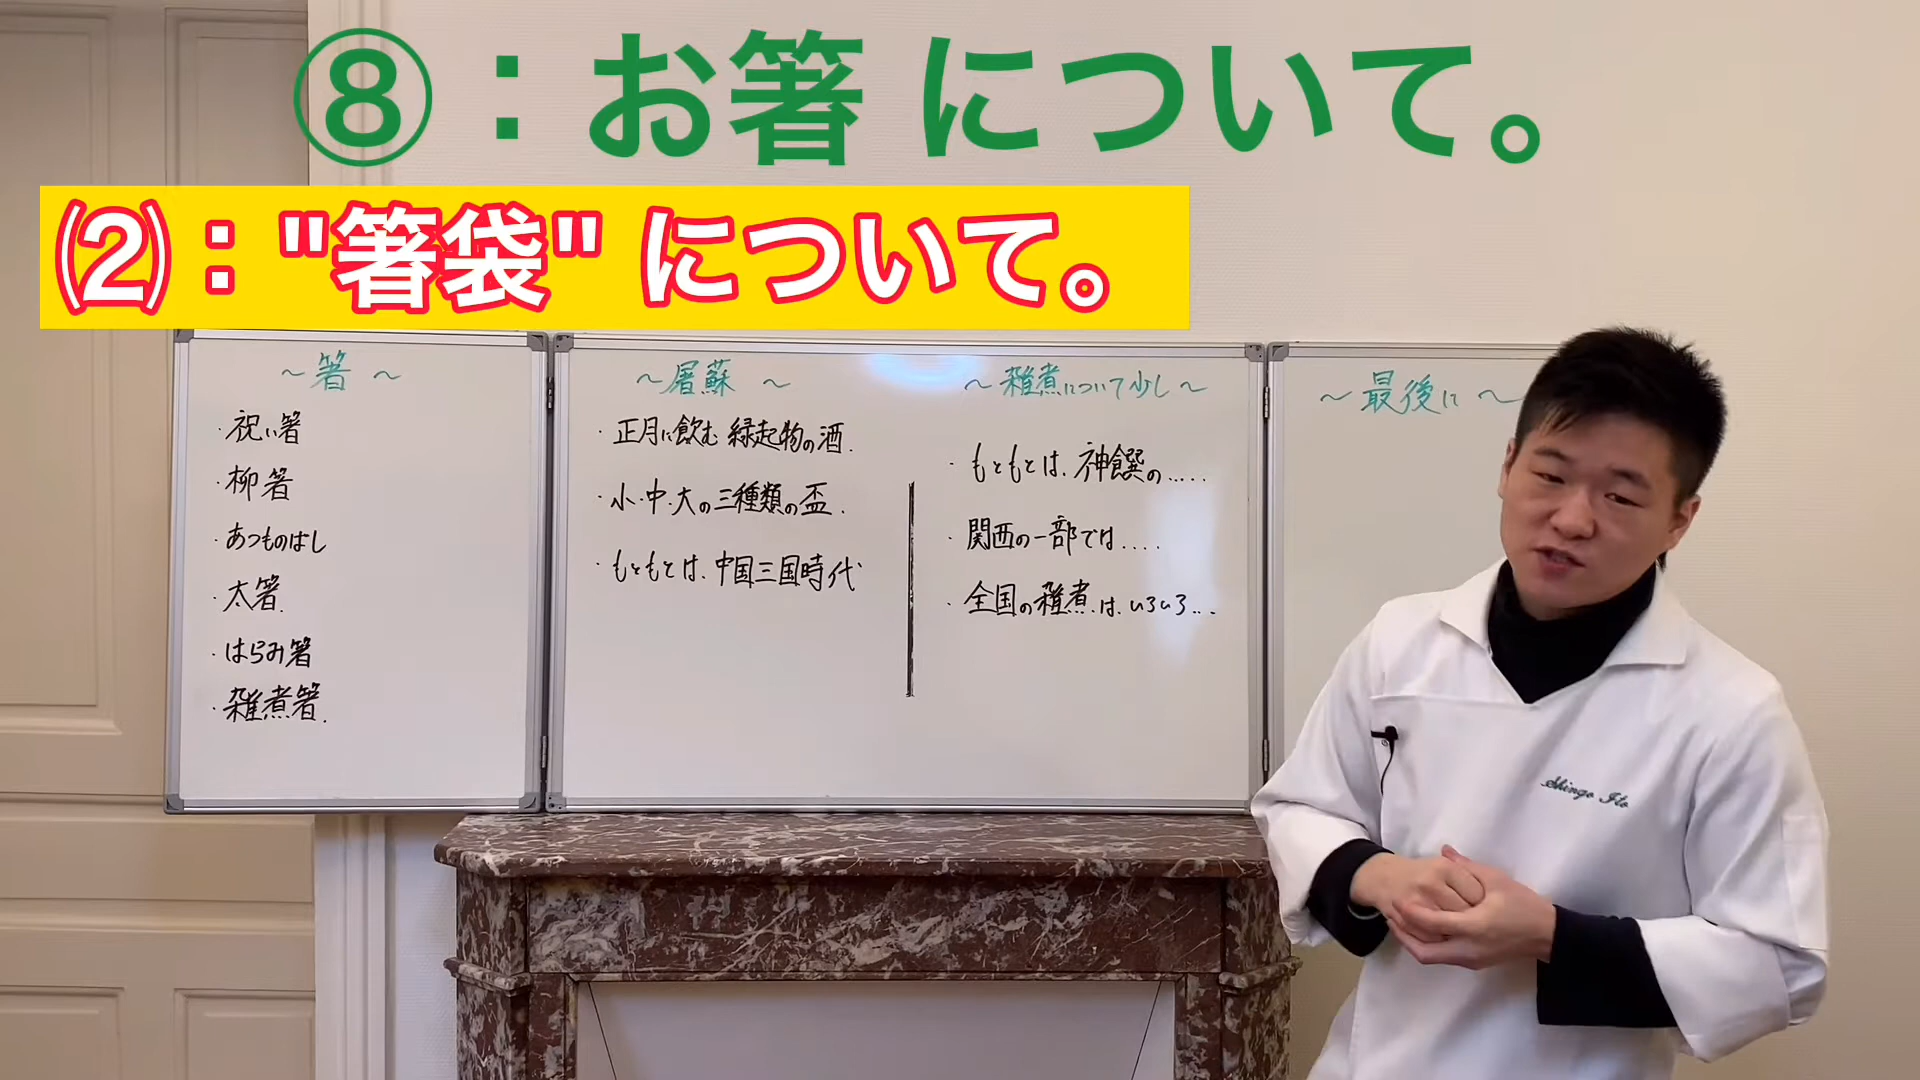 ⑧：お箸 について。
⑵："箸袋" について。
～箸～
・祝い箸
・柳箸
・あつものはし
・太箸.
・はらみ箸
・雑煮箸.
～屠蘇～
・正月に飲む 縁起物の酒.
・小・中・大の三種類の盃.
・もともとは、中国三国時代
～雑煮について少し～
・もともとは、神饌の.....
・関西の一部では....
・全国の雑煮は、いろいろ...
～最後に～
Shingo Ito